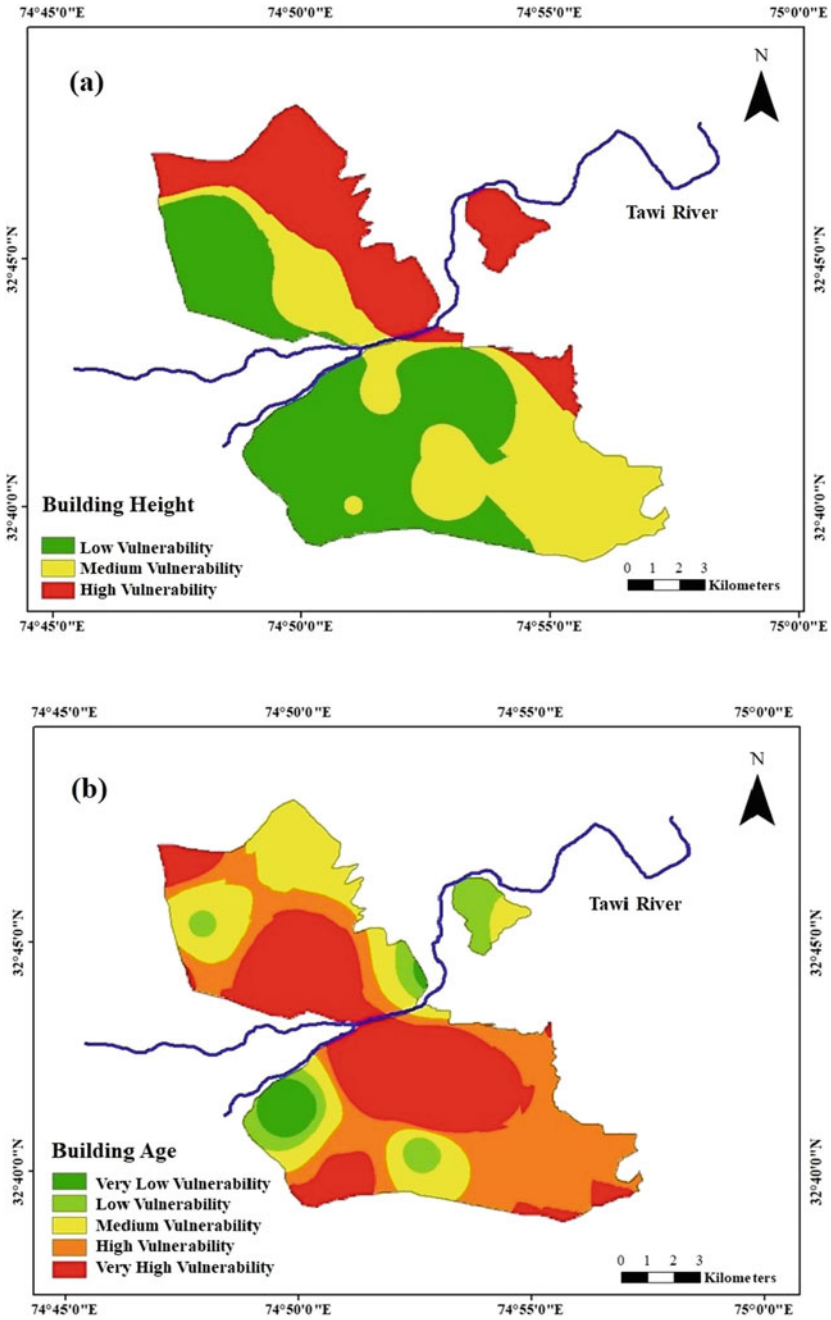 74°45'0"E 74°50'0"E 74°55'0"E 75°0'0"E
(a)
N
Tawi River
32°45'0"N 32°45'0"N
32°40'0"N 32°40'0"N
Building Height
Low Vulnerability
Medium Vulnerability
High Vulnerability
0 1 2 3
Kilometers
74°45'0"E 74°50'0"E 74°55'0"E 75°0'0"E
74°45'0"E 74°50'0"E 74°55'0"E 75°0'0"E
(b)
N
Tawi River
32°45'0"N 32°45'0"N
32°40'0"N 32°40'0"N
Building Age
Very Low Vulnerability
Low Vulnerability
Medium Vulnerability
High Vulnerability
Very High Vulnerability
0 1 2 3
Kilometers
74°45'0"E 74°50'0"E 74°55'0"E 75°0'0"E